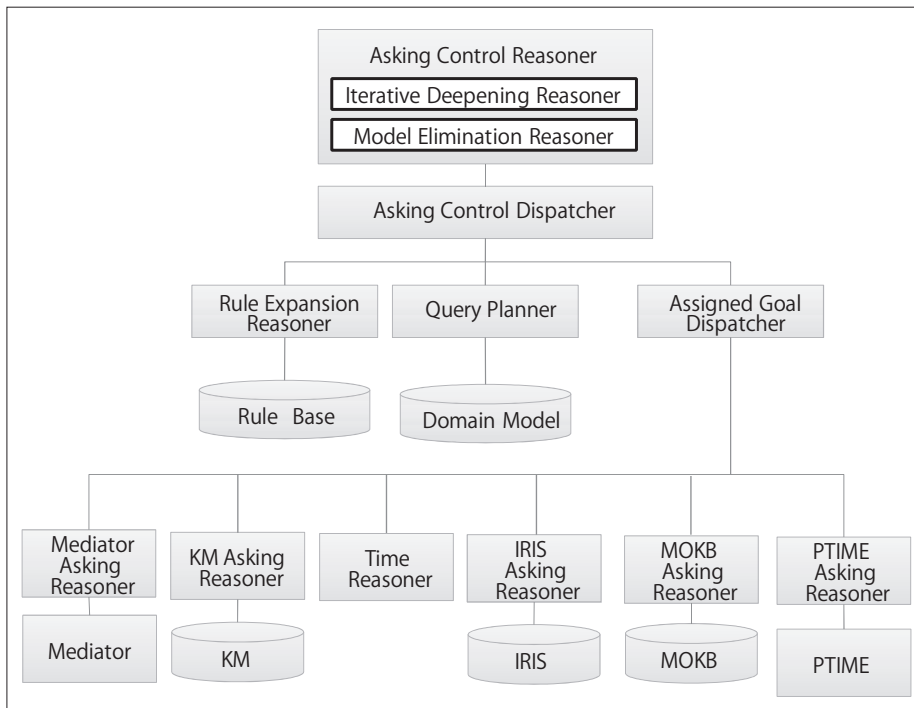 Asking Control Reasoner
Iterative Deepening Reasoner
Model Elimination Reasoner
Asking Control Dispatcher
Rule Expansion
Reasoner
Query Planner
Assigned Goal
Dispatcher
Rule Base
Domain Model
Mediator
Asking
Reasoner
KM Asking
Reasoner
Time
Reasoner
IRIS
Asking
Reasoner
MOKB
Asking
Reasoner
PTIME
Asking
Reasoner
Mediator
KM
IRIS
MOKB
PTIME